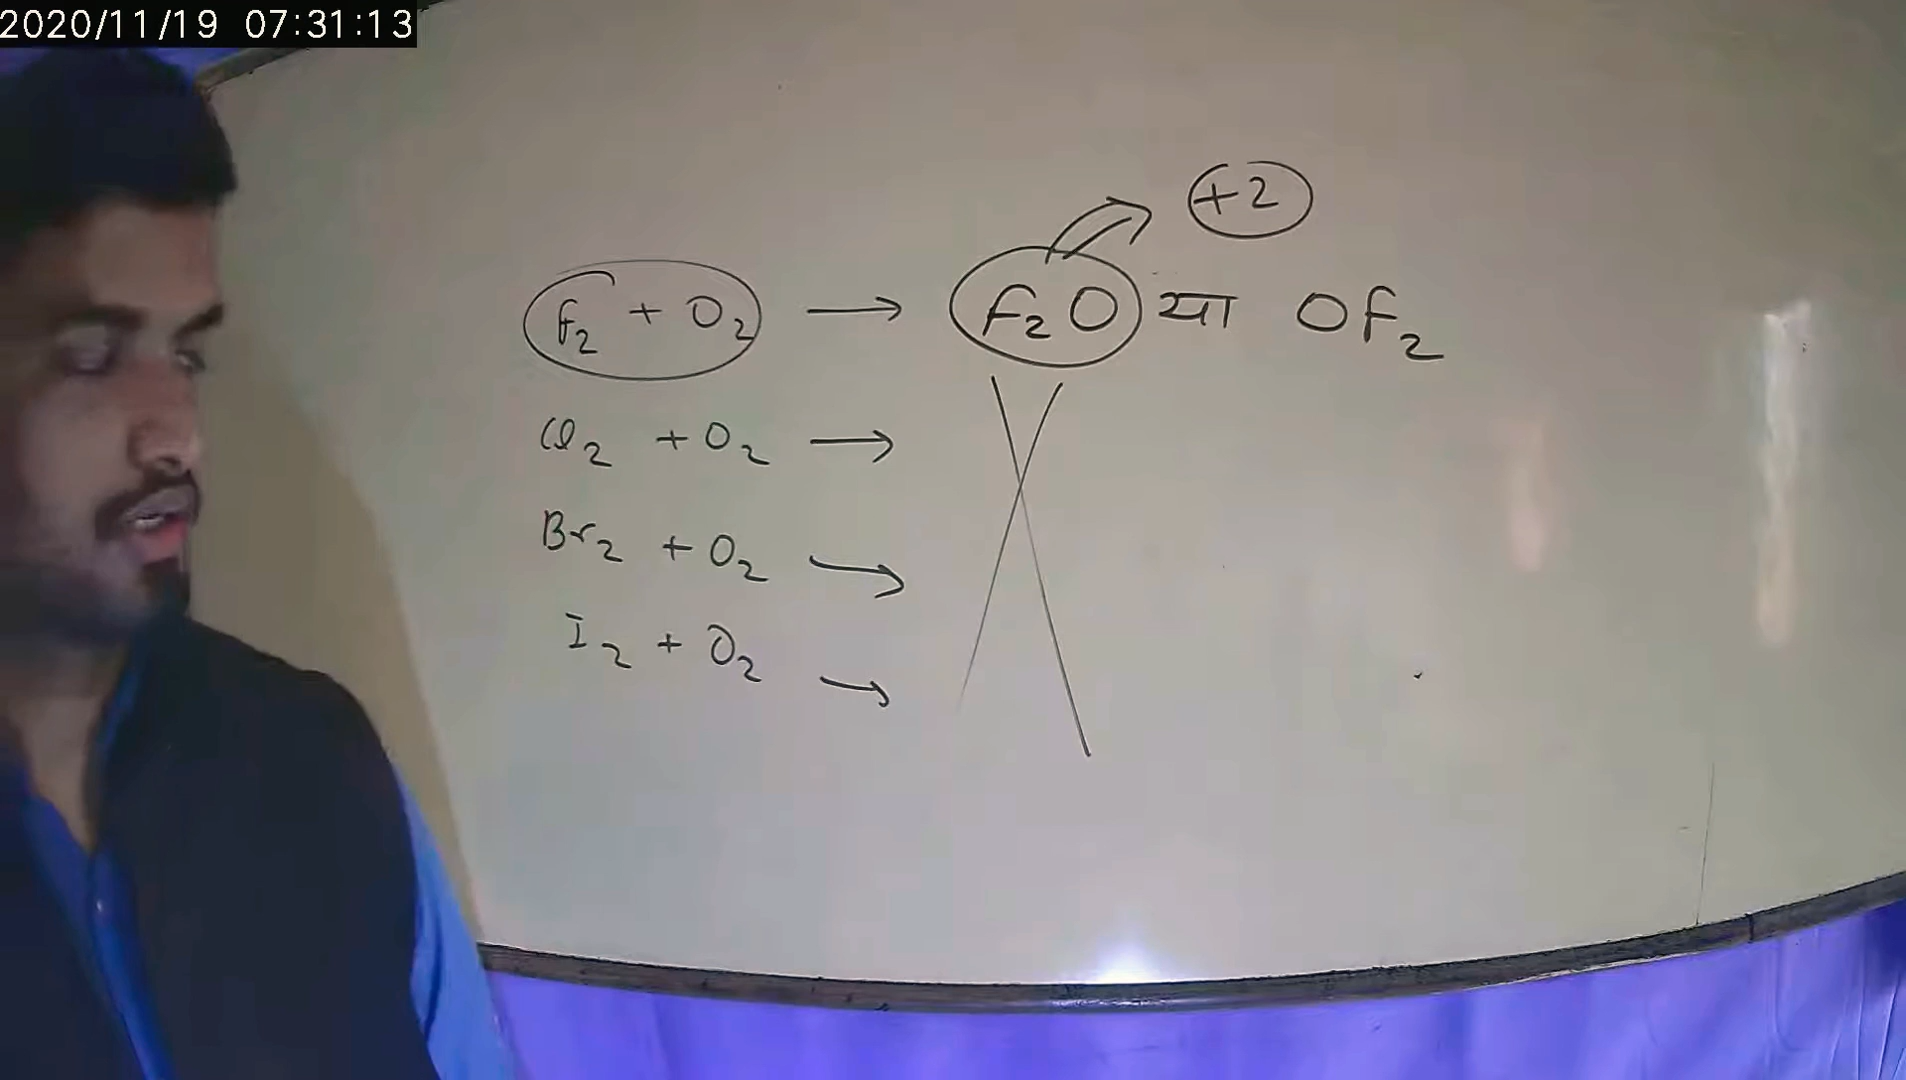 2020/11/19 07:31:13
+2
F₂ + O₂ → F₂O या OF₂
Cl₂ + O₂ →
Br₂ + O₂ →
I₂ + O₂ →